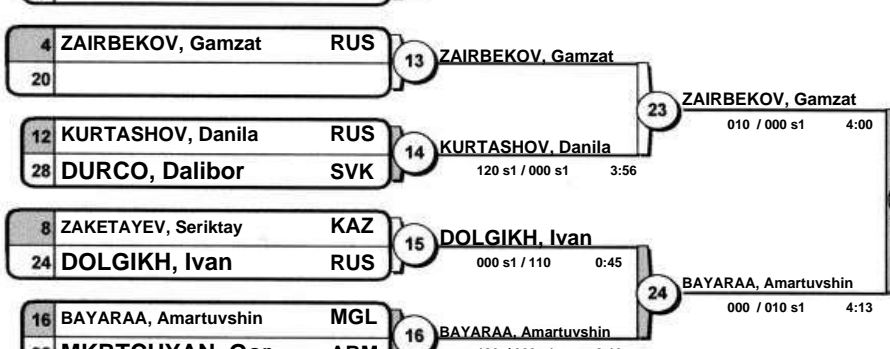 4 ZAIRBEKOV, Gamzat RUS
20
13 ZAIRBEKOV, Gamzat
12 KURTASHOV, Danila RUS
28 DURCO, Dalibor SVK
14 KURTASHOV, Danila
120 s1 / 000 s1 3:56
23 ZAIRBEKOV, Gamzat
010 / 000 s1 4:00
8 ZAKETAYEV, Seriktay KAZ
24 DOLGIKH, Ivan RUS
15 DOLGIKH, Ivan
000 s1 / 110 0:45
16 BAYARAA, Amartuvshin MGL
16 BAYARAA, Amartuvshin
24 BAYARAA, Amartuvshin
000 / 010 s1 4:13